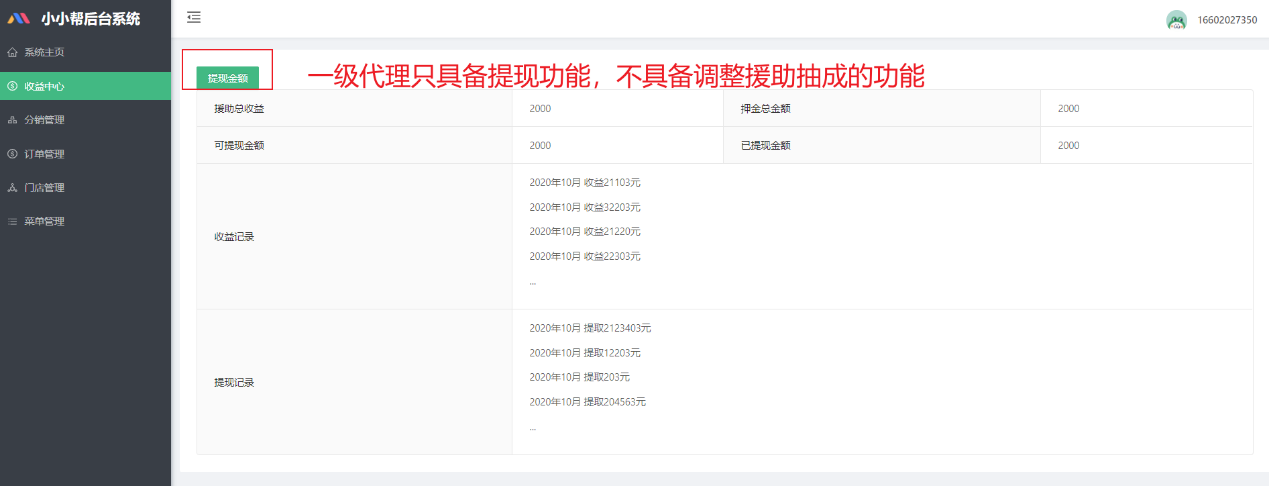 小小帮后台系统
16602027350
系统主页
收益中心
分销管理
订单管理
门店管理
菜单管理
提现金额
一级代理只具备提现功能，不具备调整援助抽成的功能
援助总收益 2000 押金总金额 2000
可提现金额 2000 已提现金额 2000
收益记录
2020年10月 收益21103元
2020年10月 收益32203元
2020年10月 收益21220元
2020年10月 收益22303元
...
提现记录
2020年10月 提取2123403元
2020年10月 提取12203元
2020年10月 提取203元
2020年10月 提取204563元
...